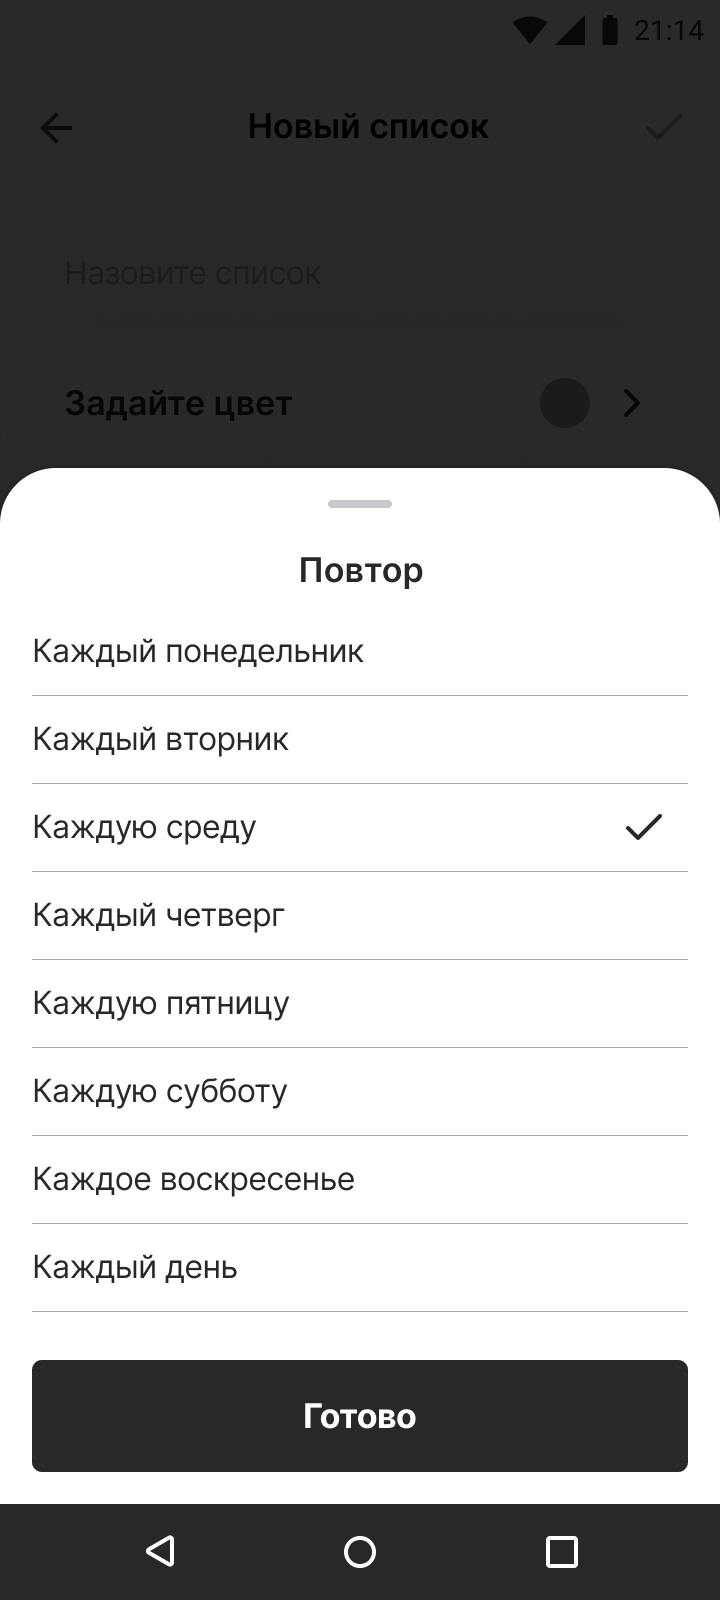 21:14
Новый список
Назовите список
Задайте цвет
Повтор
Каждый понедельник
Каждый вторник
Каждую среду
Каждый четверг
Каждую пятницу
Каждую субботу
Каждое воскресенье
Каждый день
Готово